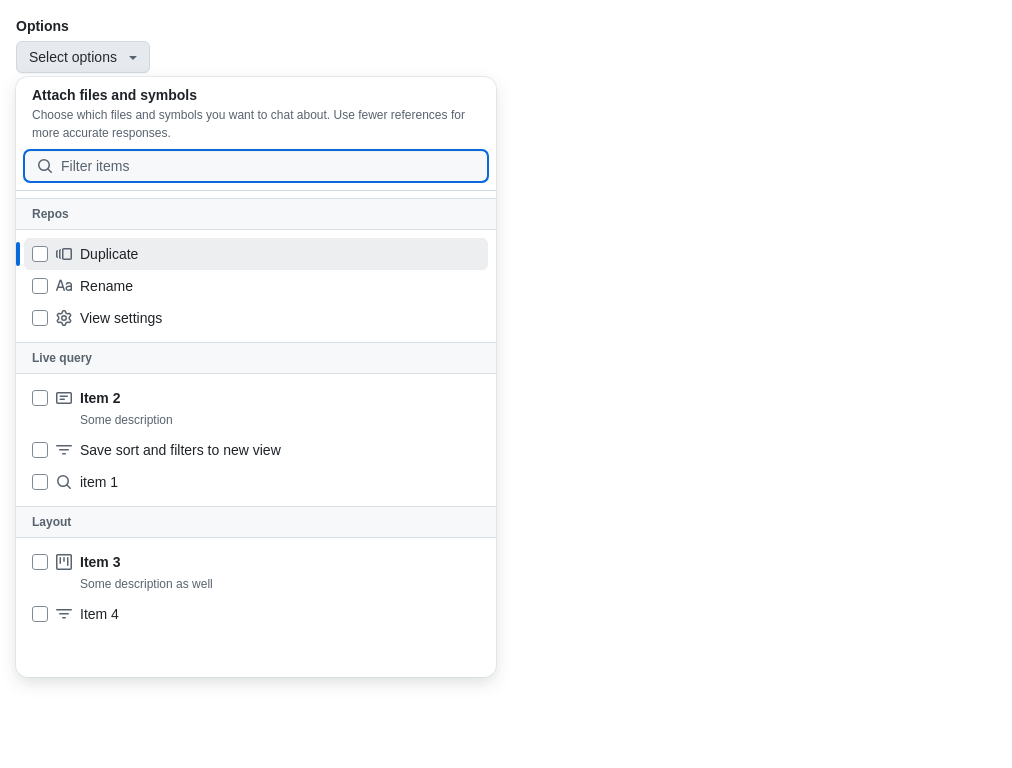 Options
Select options
Attach files and symbols
Choose which files and symbols you want to chat about. Use fewer references for
more accurate responses.
Filter items
Repos
Duplicate
Rename
View settings
Live query
Item 2
Some description
Save sort and filters to new view
item 1
Layout
Item 3
Some description as well
Item 4